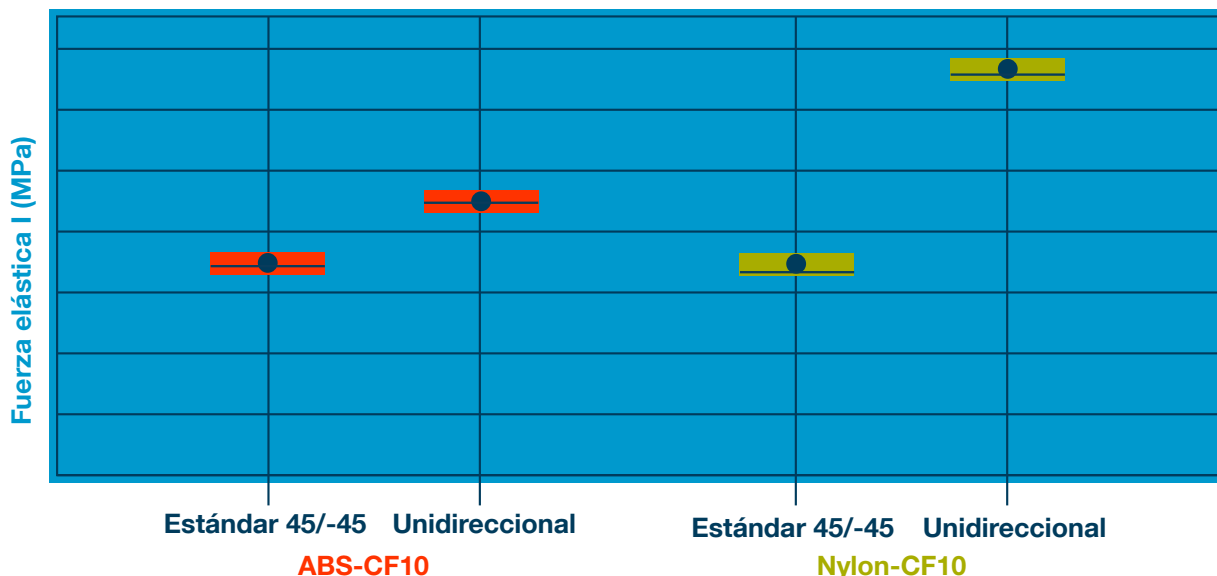 Fuerza elástica I (MPa)
Estándar 45/-45
Unidireccional
Estándar 45/-45
Unidireccional
ABS-CF10
Nylon-CF10